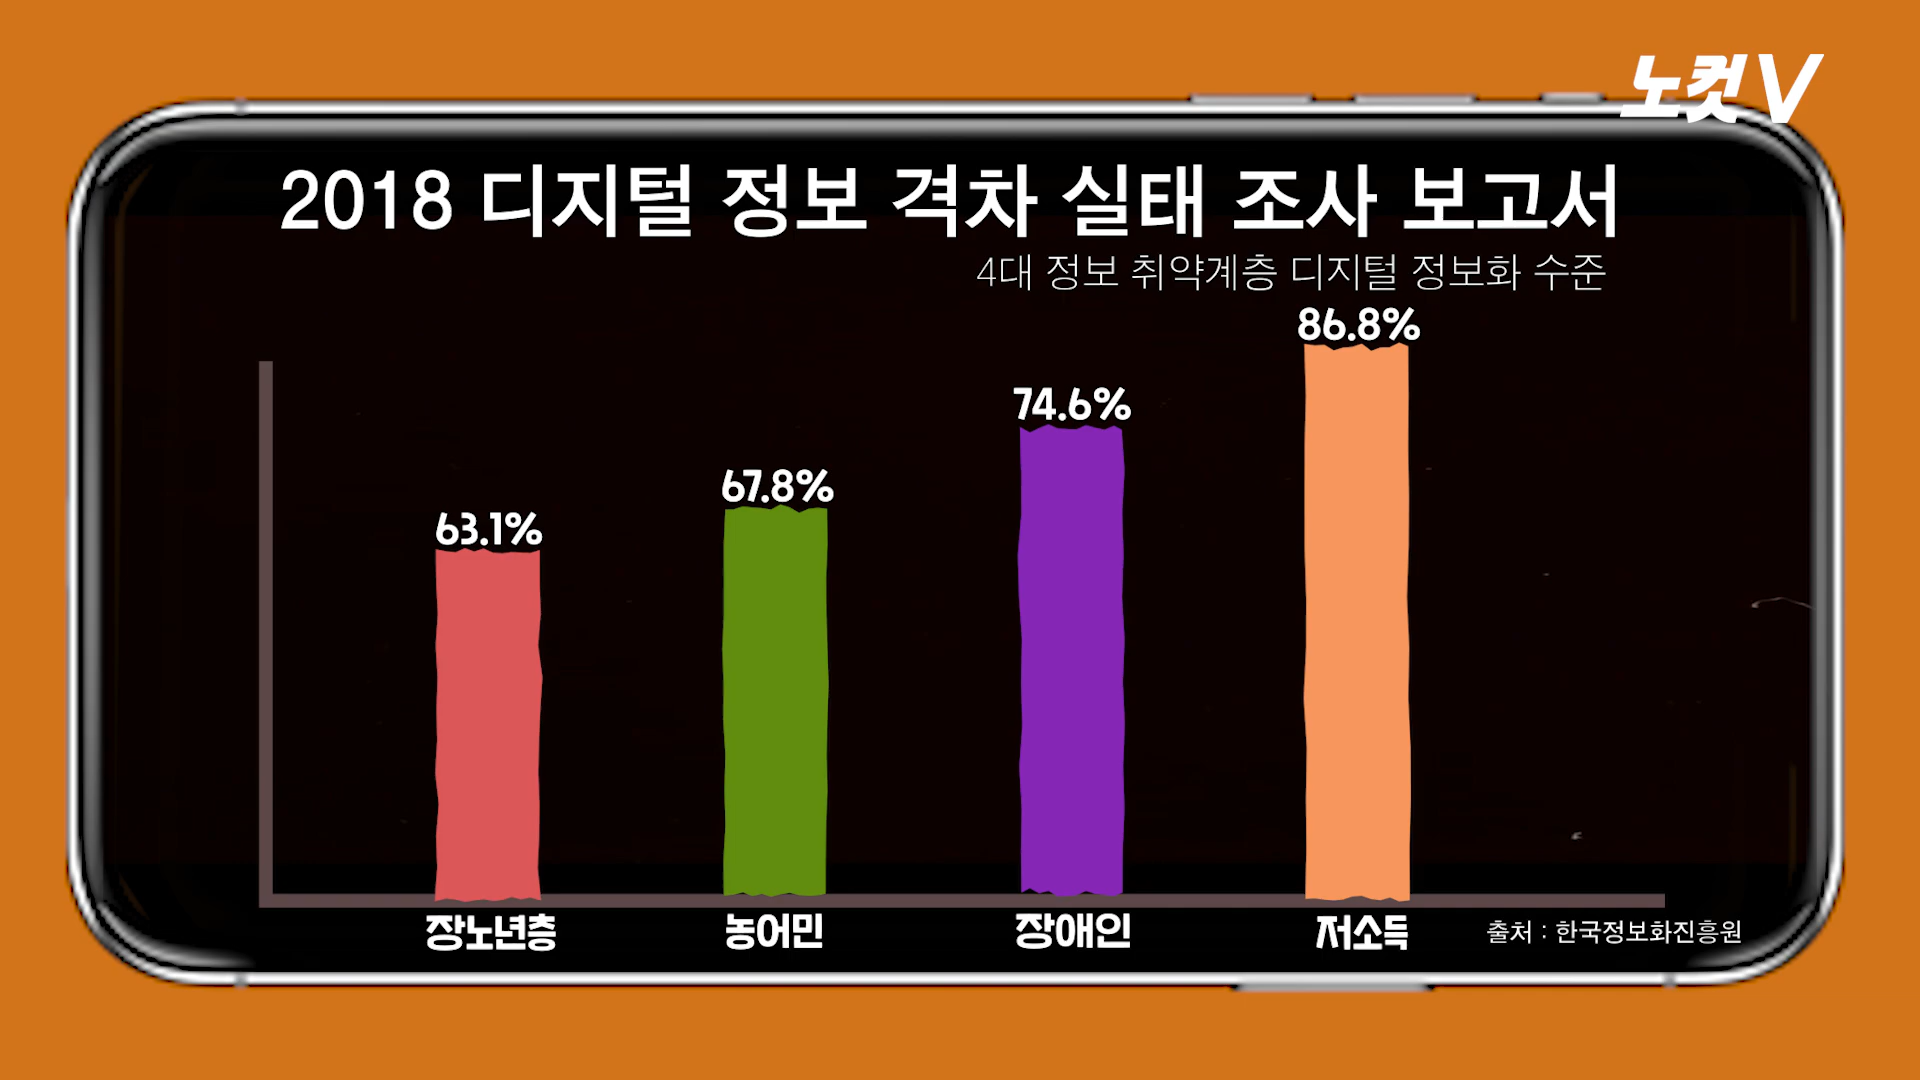 노컷V
2018 디지털 정보 격차 실태 조사 보고서
4대 정보 취약계층 디지털 정보화 수준
63.1%
67.8%
74.6%
86.8%
장노년층
농어민
장애인
저소득
출처 : 한국정보화진흥원